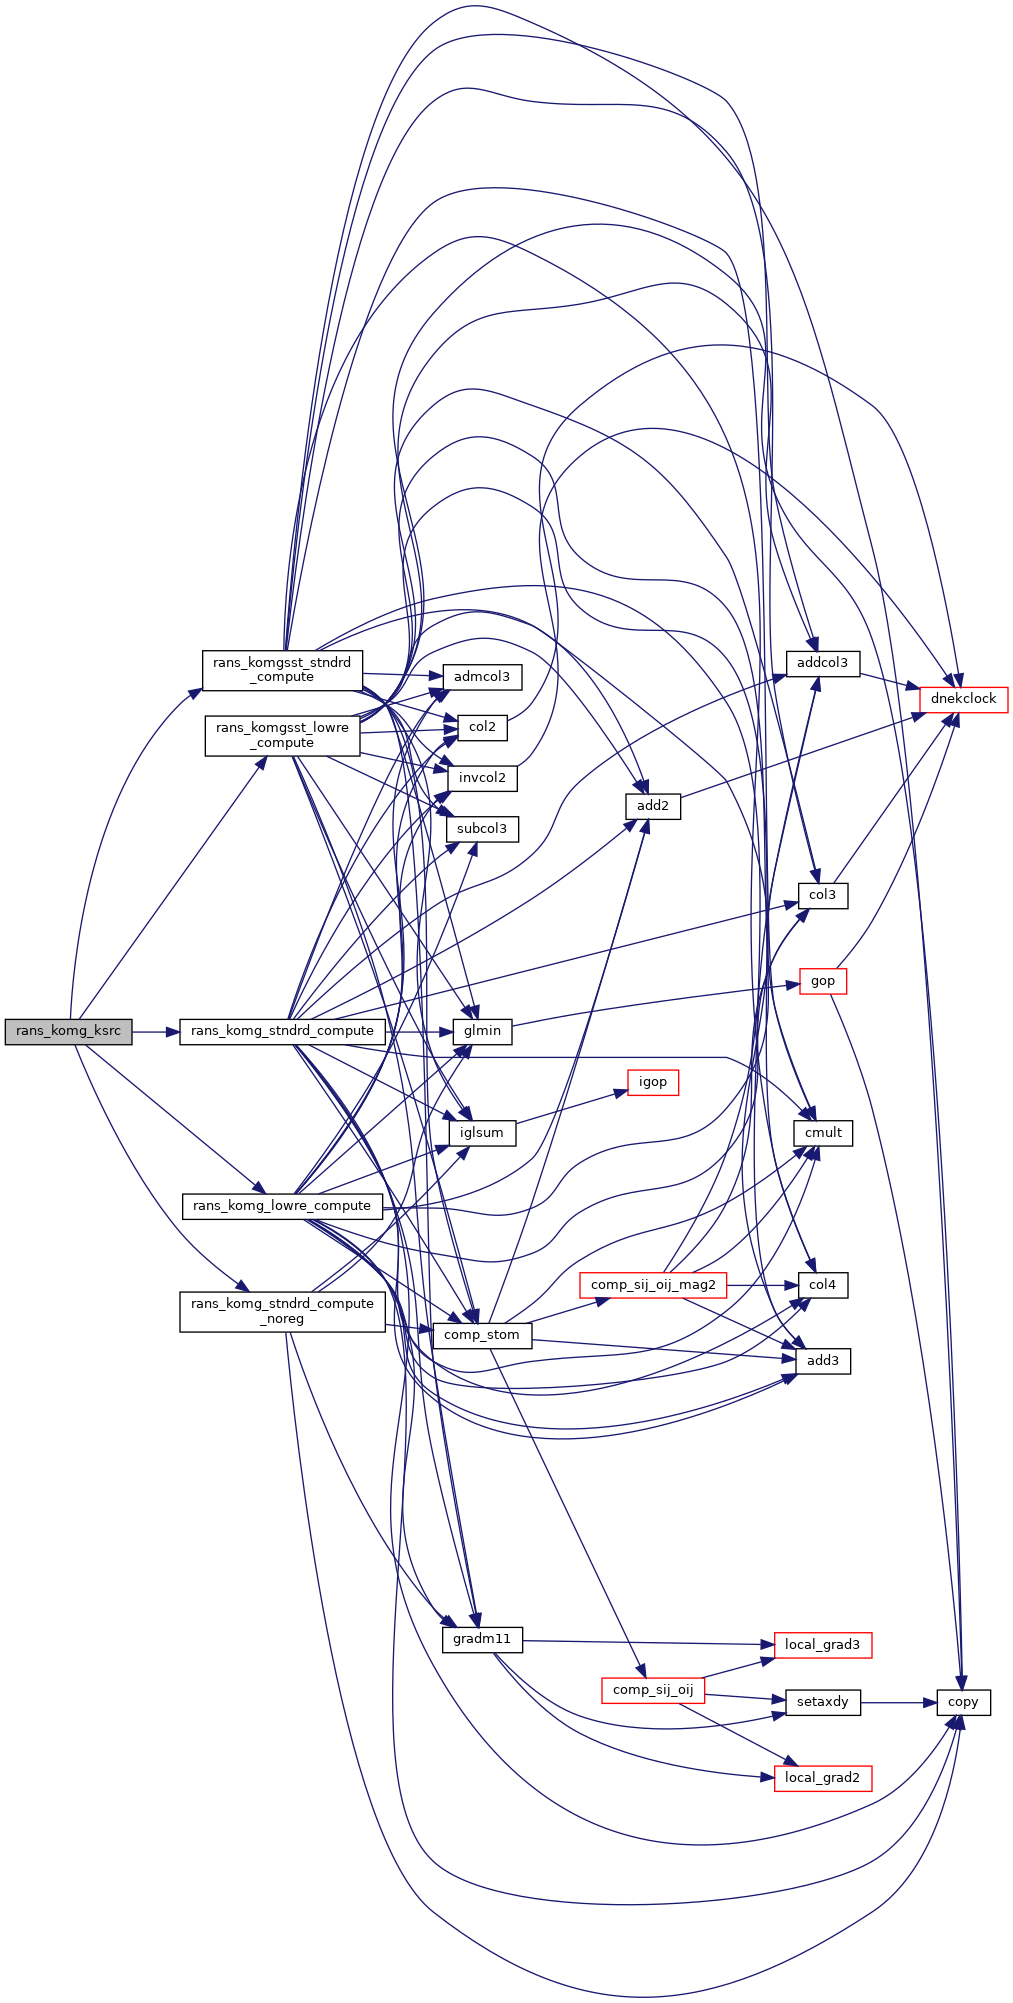 rans_komgsst_stndrd
_compute
addcol3
admcol3
dnekclock
rans_komgsst_lowre
_compute
col2
invcol2
add2
subcol3
col3
gop
rans_komg_ksrc
rans_komg_stndrd_compute
glmin
igop
iglsum
cmult
rans_komg_lowre_compute
comp_sij_oij_mag2
col4
rans_komg_stndrd_compute
_noreg
comp_stom
add3
gradm11
local_grad3
comp_sij_oij
setaxdy
copy
local_grad2